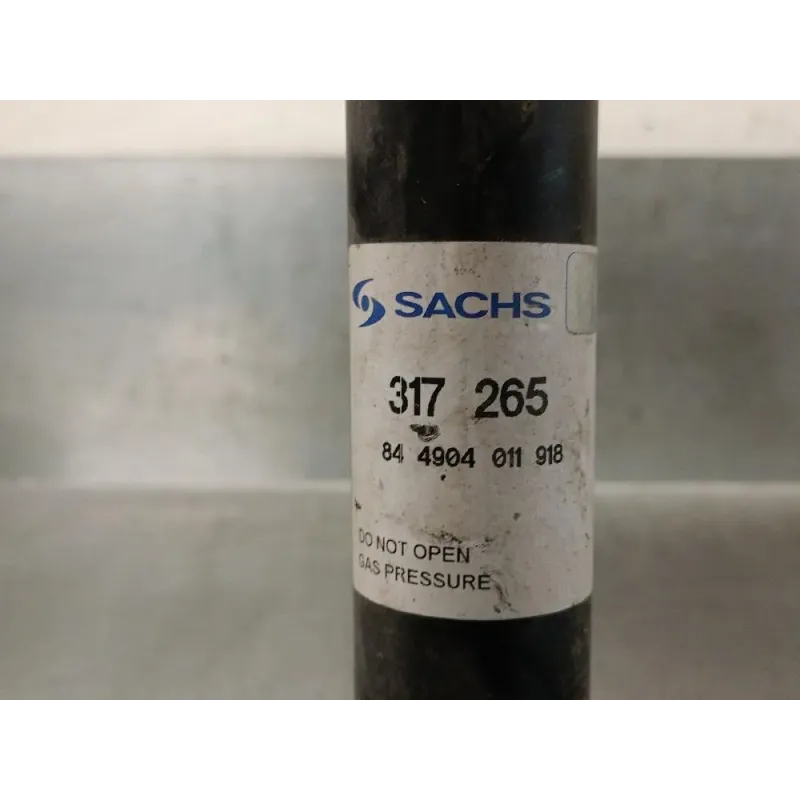 SACHS
317 265
84 4904 011 918
DO NOT OPEN
GAS PRESSURE